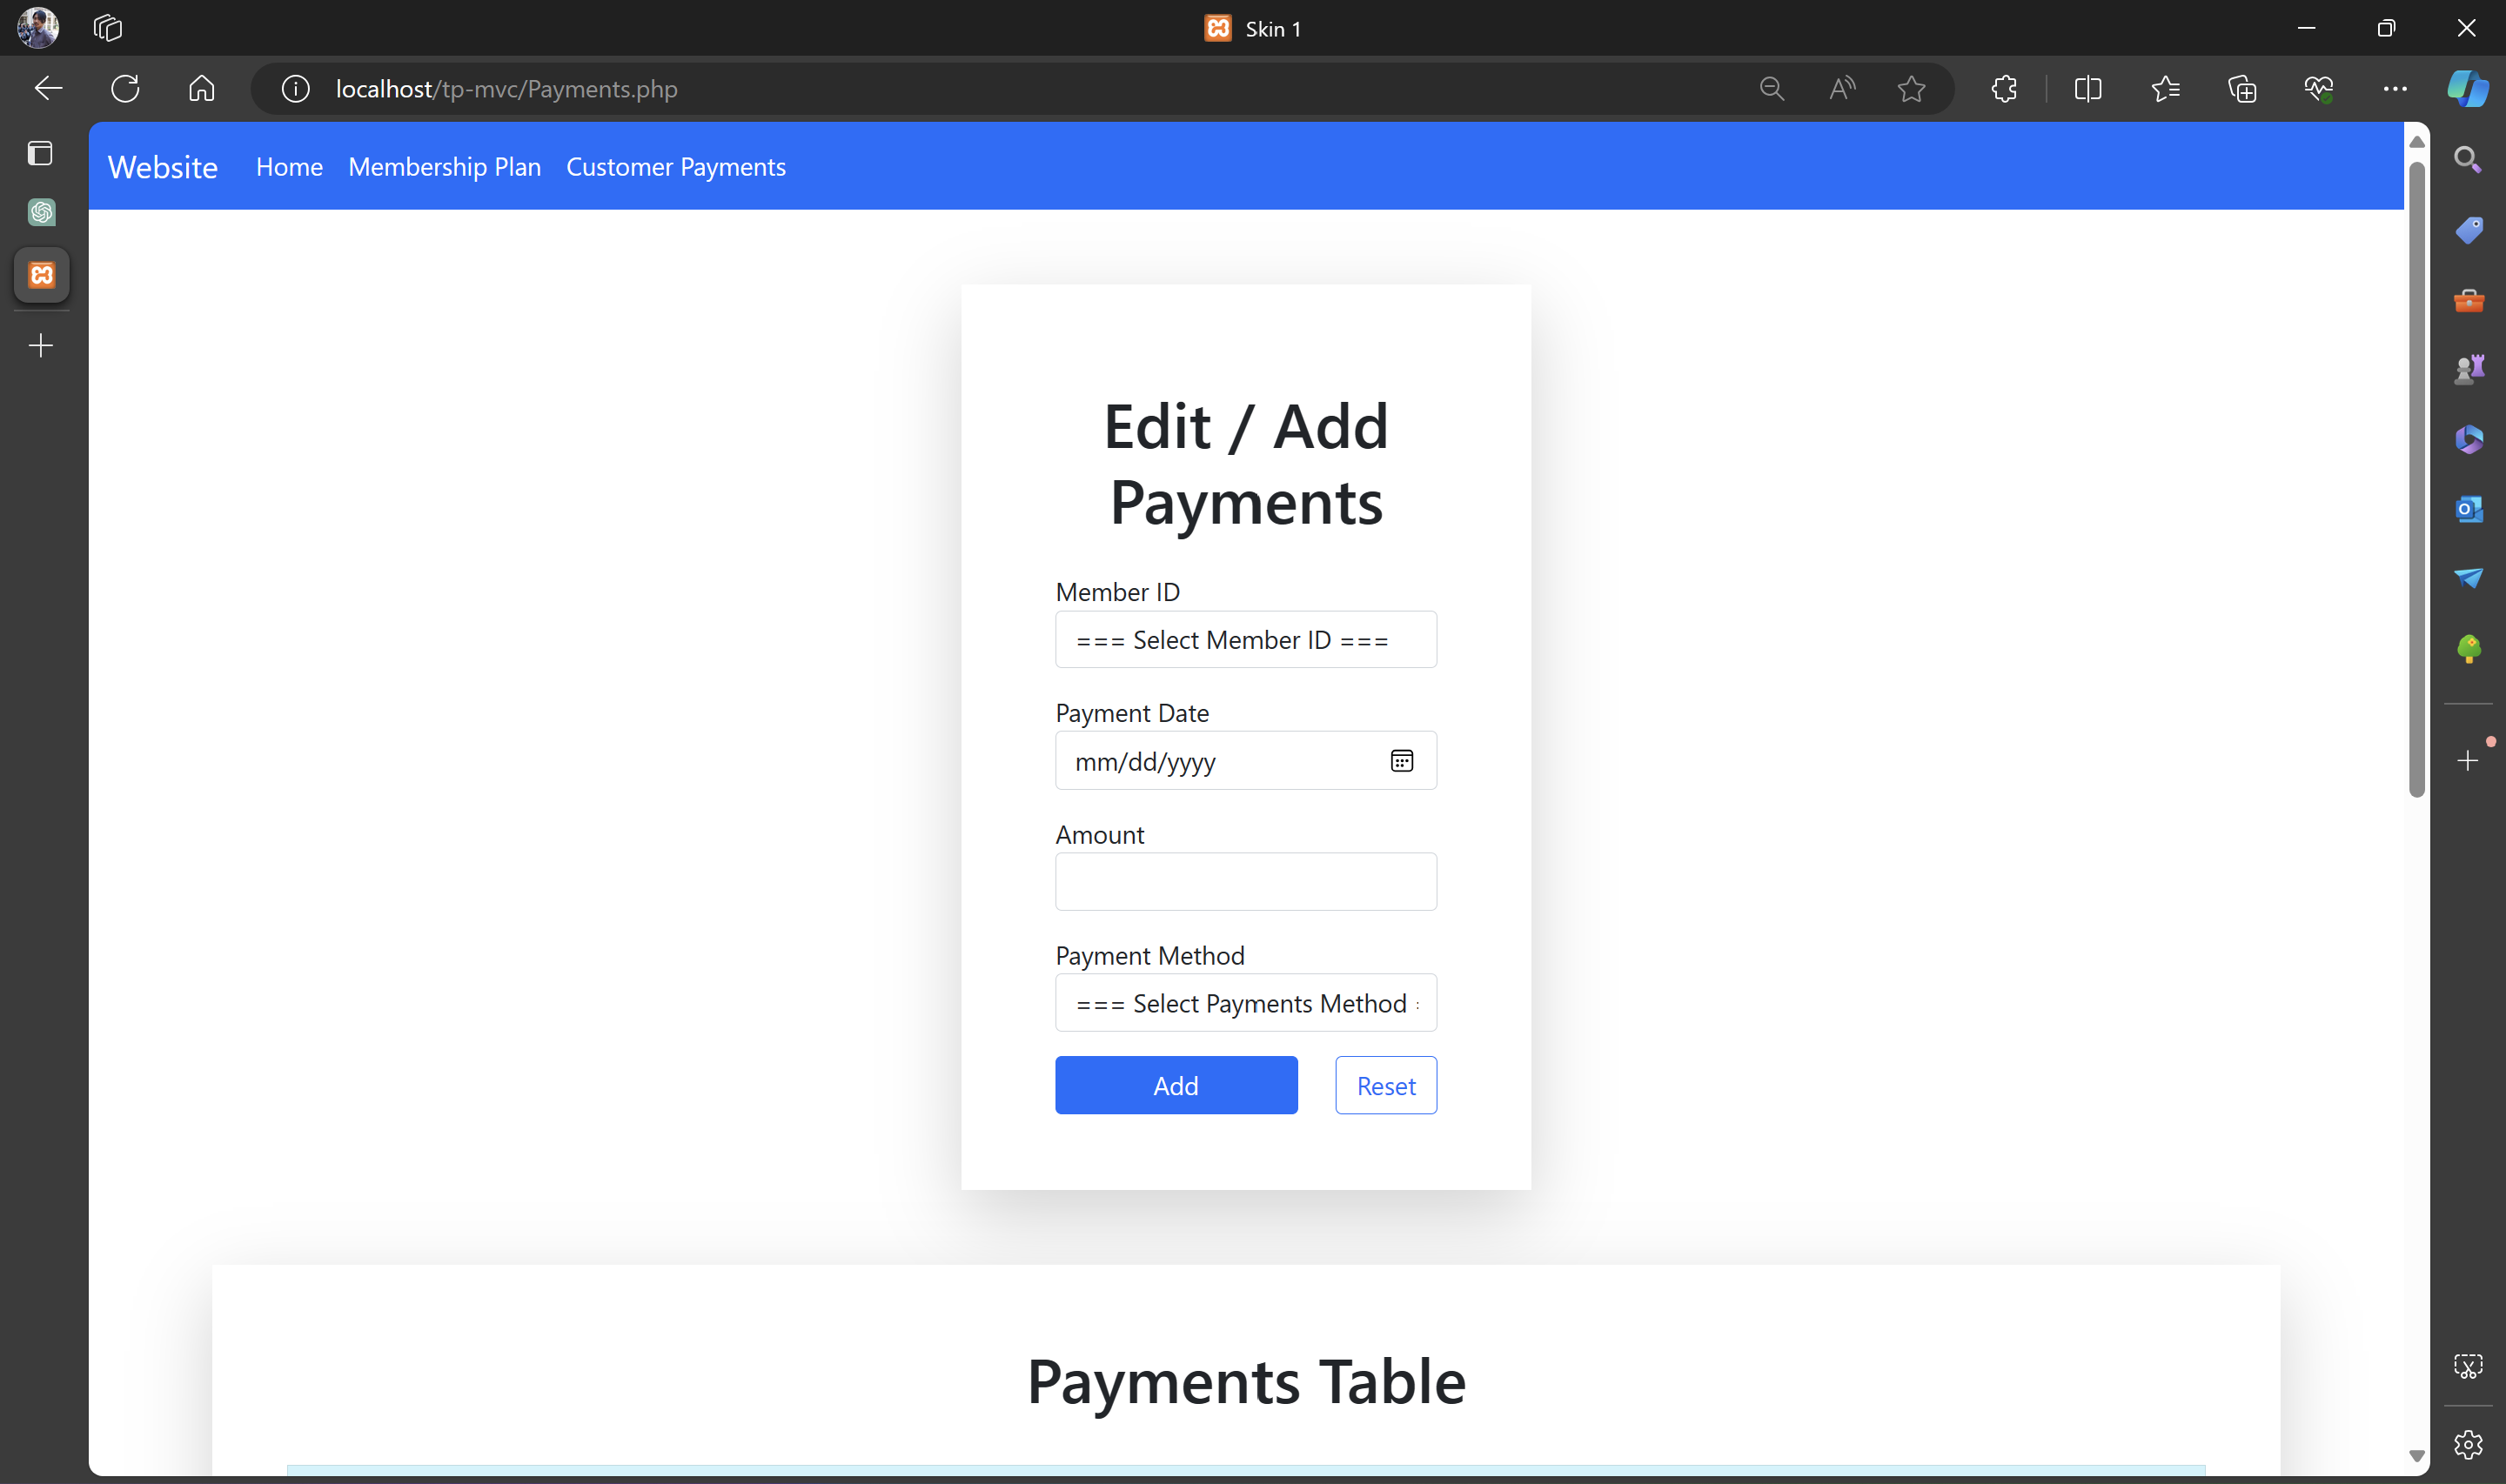 Skin 1
localhost/tp-mvc/Payments.php
Website Home Membership Plan Customer Payments
Edit / Add
Payments
Member ID
=== Select Member ID ===
Payment Date
mm/dd/yyyy
Amount
Payment Method
=== Select Payments Method
Add Reset
Payments Table